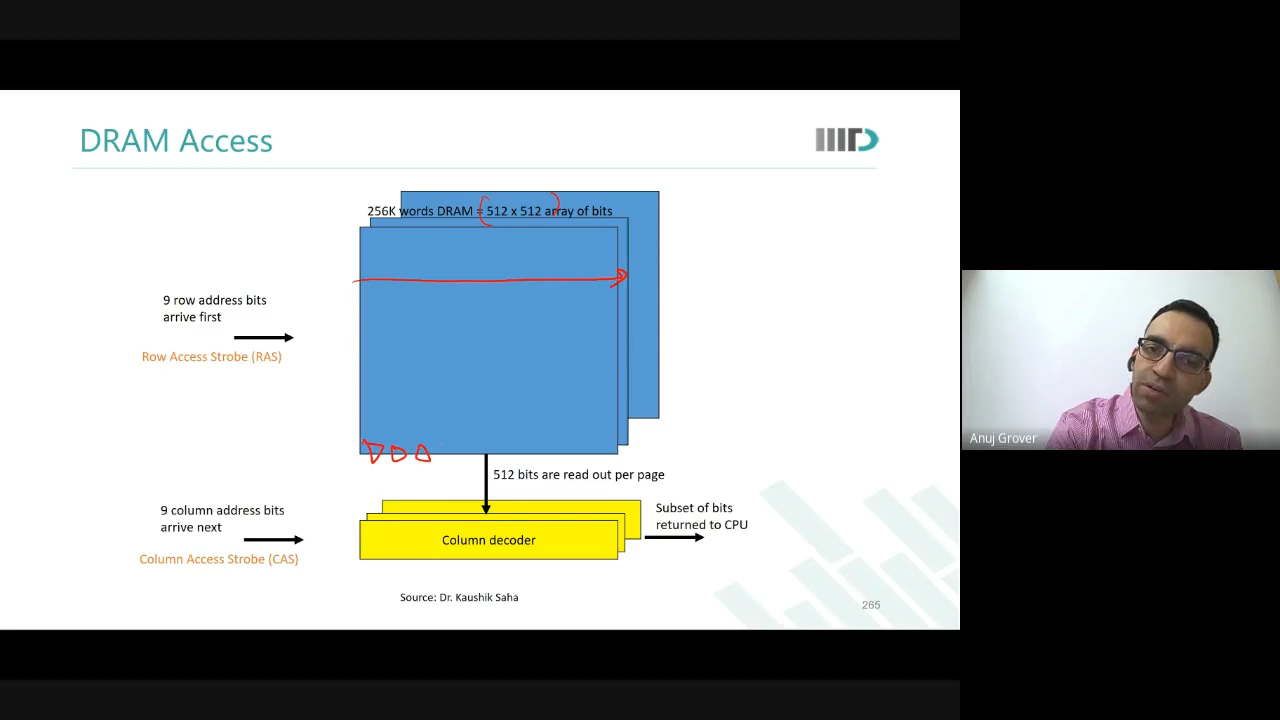 DRAM Access
IIITD
256K words DRAM = 512 x 512 array of bits
9 row address bits
arrive first
Row Access Strobe (RAS)
512 bits are read out per page
9 column address bits
arrive next
Column Access Strobe (CAS)
Column decoder
Subset of bits
returned to CPU
Source: Dr. Kaushik Saha
265
Anuj Grover